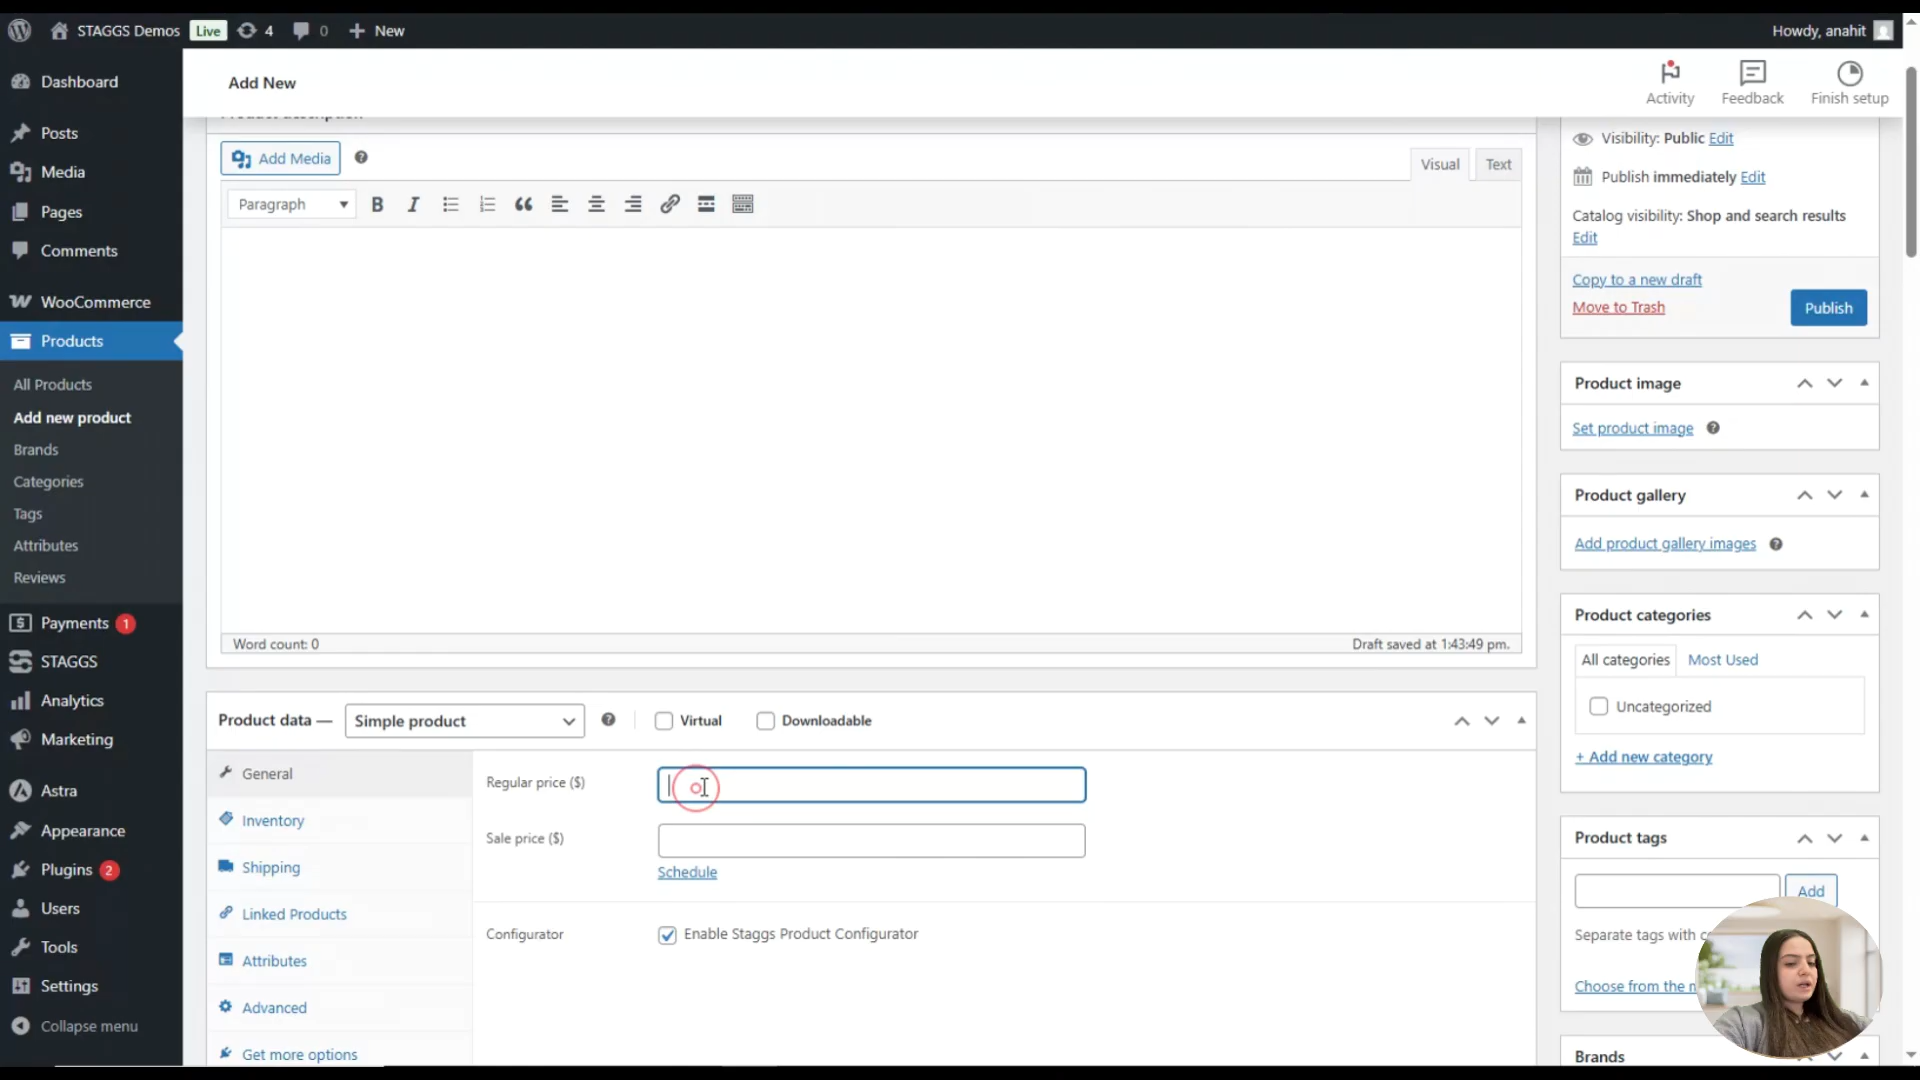 STAGGS Demos
Live
4
0
New
Howdy, anahit
Dashboard
Posts
Media
Pages
Comments
WooCommerce
Products
All Products
Add new product
Brands
Categories
Tags
Attributes
Reviews
Payments 1
STAGGS
Analytics
Marketing
Astra
Appearance
Plugins 2
Users
Tools
Settings
Collapse menu
Add New
Activity
Feedback
Finish setup
Product description
Add Media
Visual
Text
Paragraph
Word count: 0
Draft saved at 1:43:49 pm.
Product data —
Simple product
Virtual
Downloadable
General
Inventory
Shipping
Linked Products
Attributes
Advanced
Get more options
Regular price ($)
Sale price ($)
Schedule
Configurator
Enable Staggs Product Configurator
Visibility: Public Edit
Publish immediately Edit
Catalog visibility: Shop and search results
Edit
Copy to a new draft
Move to Trash
Publish
Product image
Set product image
Product gallery
Add product gallery images
Product categories
All categories
Most Used
Uncategorized
+ Add new category
Product tags
Add
Separate tags with
Choose from the
Brands